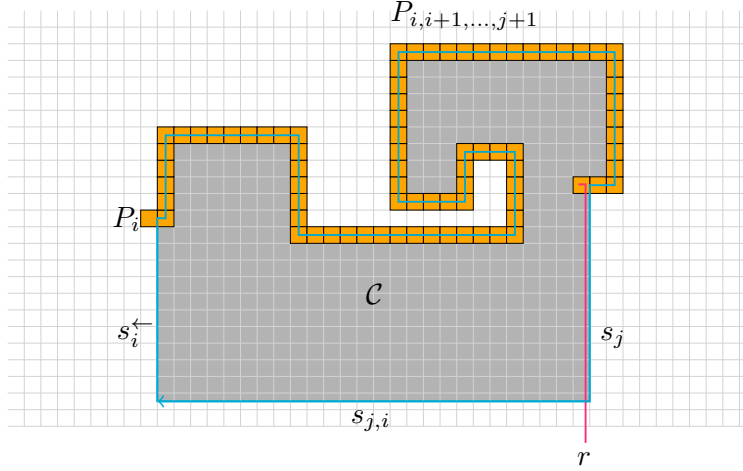 P_{i,i+1,...,j+1}
P_i
𝒞
s_i^←
s_j
s_{j,i}
r